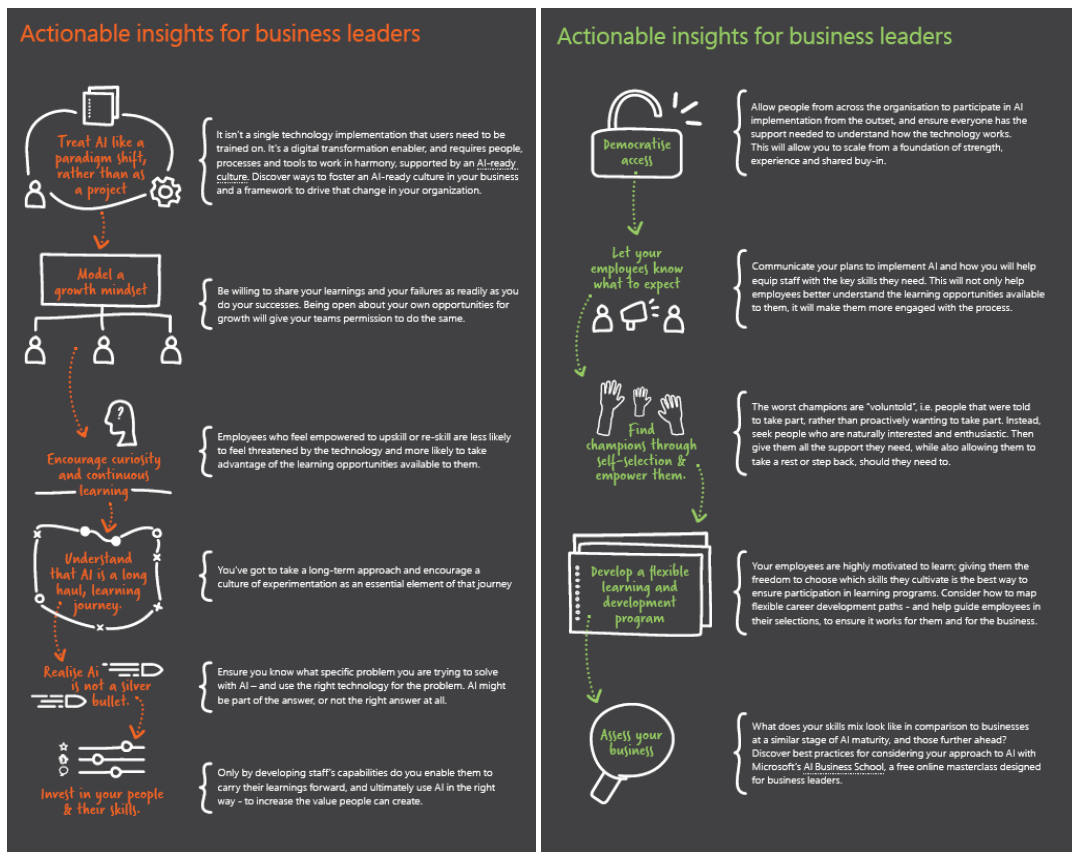 Actionable insights for business leaders
Treat AI like a
paradigm shift,
rather than as
a project
It isn't a single technology implementation that users need to be
trained on. It's a digital transformation enabler, and requires people,
processes and tools to work in harmony, supported by an AI-ready
culture. Discover ways to foster an AI-ready culture in your business
and a framework to drive that change in your organization.
Model a
growth mindset
Be willing to share your learnings and your failures as readily as you
do your successes. Being open about your own opportunities for
growth will give your teams permission to do the same.
?
Encourage curiosity
and continuous
learning
Employees who feel empowered to upskill or re-skill are less likely
to feel threatened by the technology and more likely to take
advantage of the learning opportunities available to them.
Understand
that AI is a long
haul, learning
journey.
You've got to take a long-term approach and encourage a
culture of experimentation as an essential element of that journey
Realise Ai
is not a silver
bullet.
Ensure you know what specific problem you are trying to solve
with AI – and use the right technology for the problem. AI might
be part of the answer, or not the right answer at all.
Invest in your people
& their skills.
Only by developing staff's capabilities do you enable them to
carry their learnings forward, and ultimately use AI in the right
way - to increase the value people can create.
Actionable insights for business leaders
Democratise
access
Allow people from across the organisation to participate in AI
implementation from the outset, and ensure everyone has the
support needed to understand how the technology works.
This will allow you to scale from a foundation of strength,
experience and shared buy-in.
Let your
employees know
what to expect
Communicate your plans to implement AI and how you will help
equip staff with the key skills they need. This will not only help
employees better understand the learning opportunities available
to them, it will make them more engaged with the process.
Find
champions through
self-selection &
empower them.
The worst champions are "voluntold", i.e. people that were told
to take part, rather than proactively wanting to take part. Instead,
seek people who are naturally interested and enthusiastic. Then
give them all the support they need, while also allowing them to
take a rest or step back, should they need to.
Develop a flexible
learning and
development
program
Your employees are highly motivated to learn; giving them the
freedom to choose which skills they cultivate is the best way to
ensure participation in learning programs. Consider how to map
flexible career development paths - and help guide employees in
their selections, to ensure it works for them and for the business.
Assess your
business
What does your skills mix look like in comparison to businesses
at a similar stage of AI maturity, and those further ahead?
Discover best practices for considering your approach to AI with
Microsoft's AI Business School, a free online masterclass designed
for business leaders.